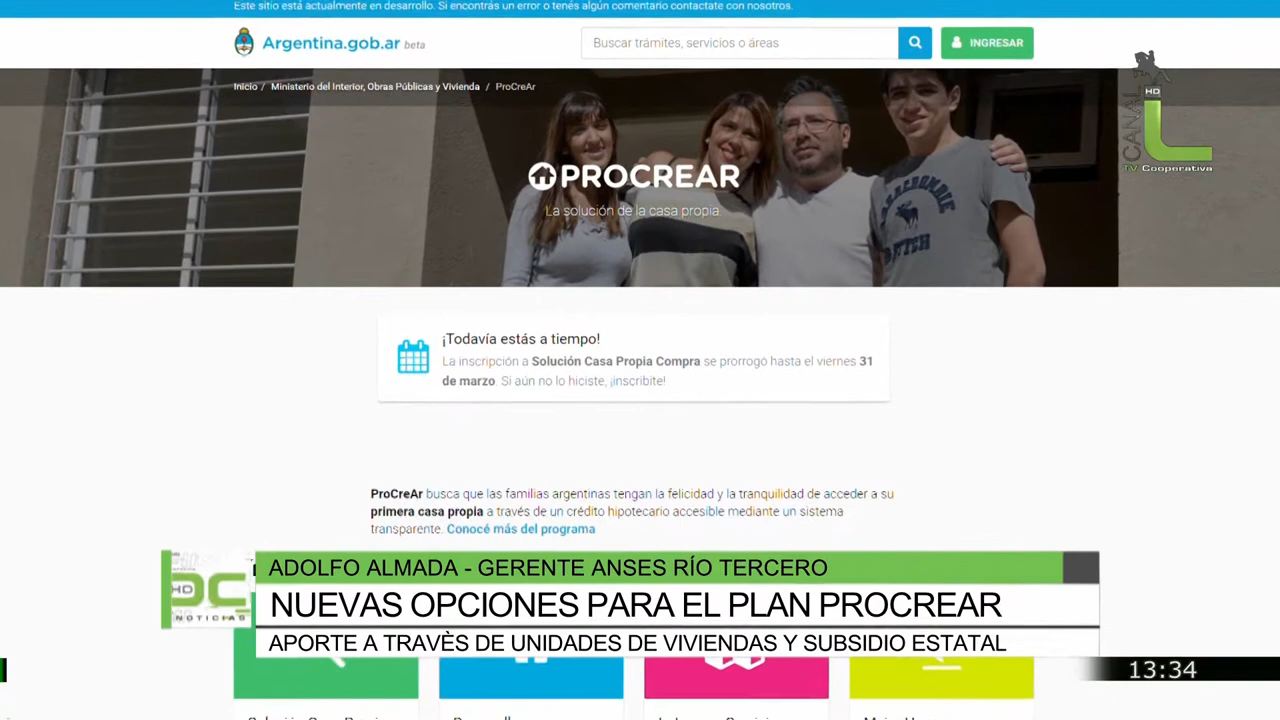 Este sitio está actualmente en desarrollo. Si encontrás un error o tenés algún comentario contactate con nosotros.
Argentina.gob.ar beta
Buscar trámites, servicios o áreas
INGRESAR
Inicio / Ministerio del Interior, Obras Públicas y Vivienda / ProCreAr
HD
CANAL
TV Cooperativa
PROCREAR
La solución de la casa propia.
ABERCROMBIE
FITCH
¡Todavía estás a tiempo!
La inscripción a Solución Casa Propia Compra se prorrogó hasta el viernes 31
de marzo. Si aún no lo hiciste, ¡inscribite!
ProCreAr busca que las familias argentinas tengan la felicidad y la tranquilidad de acceder a su
primera casa propia a través de un crédito hipotecario accesible mediante un sistema
transparente. Conocé más del programa
HD
NOTICIAS
ADOLFO ALMADA - GERENTE ANSES RÍO TERCERO
NUEVAS OPCIONES PARA EL PLAN PROCREAR
APORTE A TRAVÈS DE UNIDADES DE VIVIENDAS Y SUBSIDIO ESTATAL
13:34